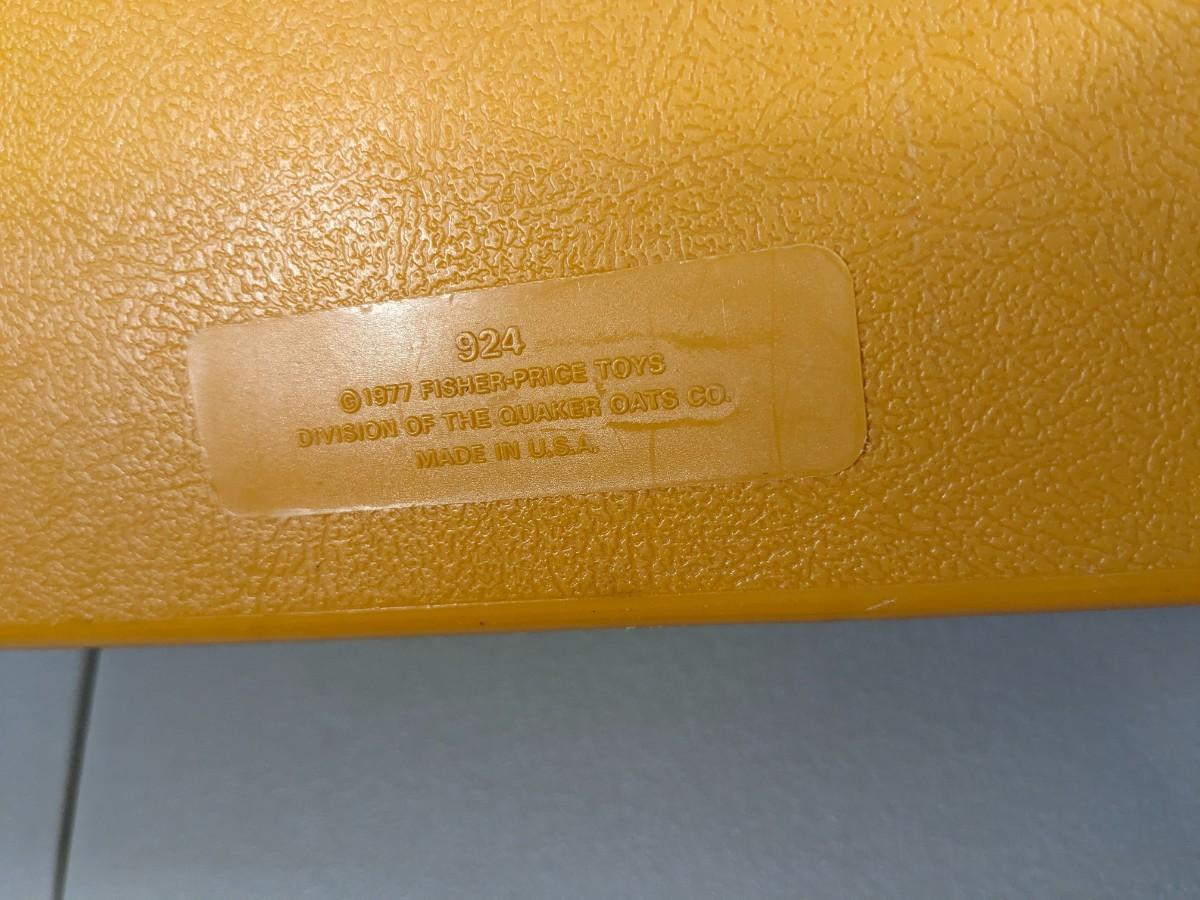 924
©1977 FISHER-PRICE TOYS
DIVISION OF THE QUAKER OATS CO.
MADE IN U.S.A.